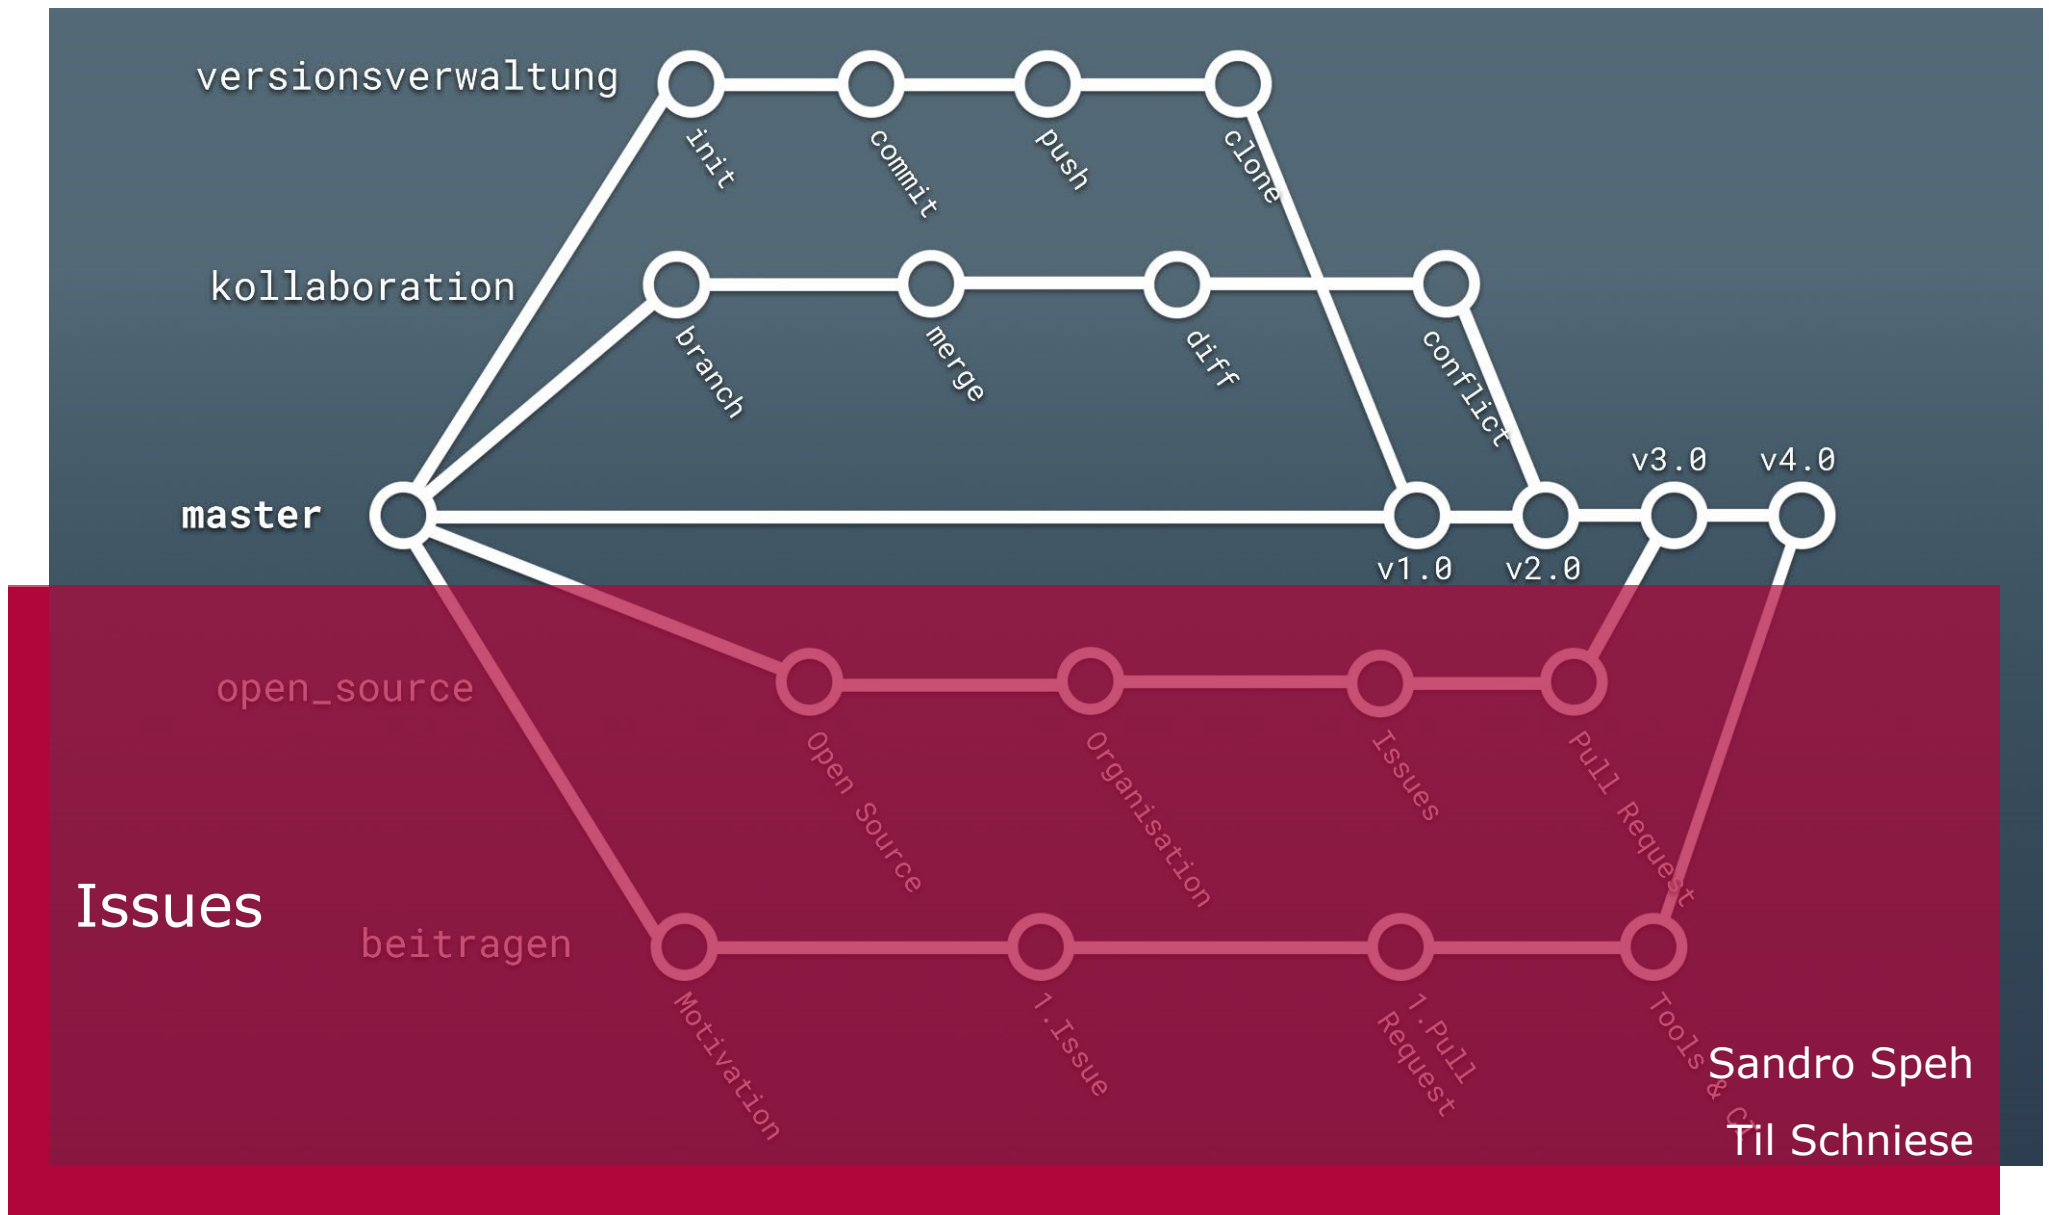 versionsverwaltung
init
commit
push
clone
kollaboration
branch
merge
diff
conflict
master
v1.0
v2.0
v3.0
v4.0
open_source
Open Source
Organisation
Issues
Pull Request
Issues
beitragen
Motivation
1.Issue
1.Pull
Request
Tools &
Sandro Speh
Til Schniese